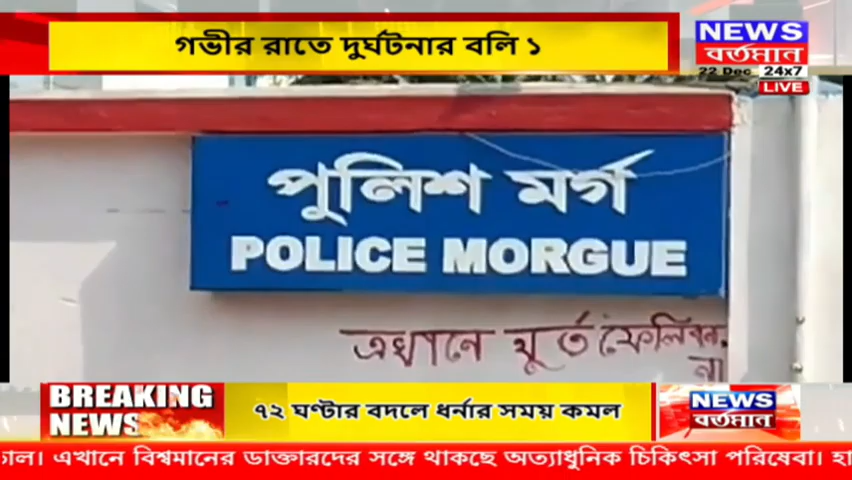 গভীর রাতে দুর্ঘটনার বলি ১
NEWS
বর্তমান
22 Dec 24x7
LIVE
পুলিশ মর্গ
POLICE MORGUE
এখানে থুর্ত ফেলিবেন
না
BREAKING
NEWS
৭২ ঘণ্টার বদলে ধর্নার সময় কমল
NEWS
বর্তমান
তাল। এখানে বিশ্বমানের ডাক্তারদের সঙ্গে থাকছে অত্যাধুনিক চিকিৎসা পরিষেবা। হা